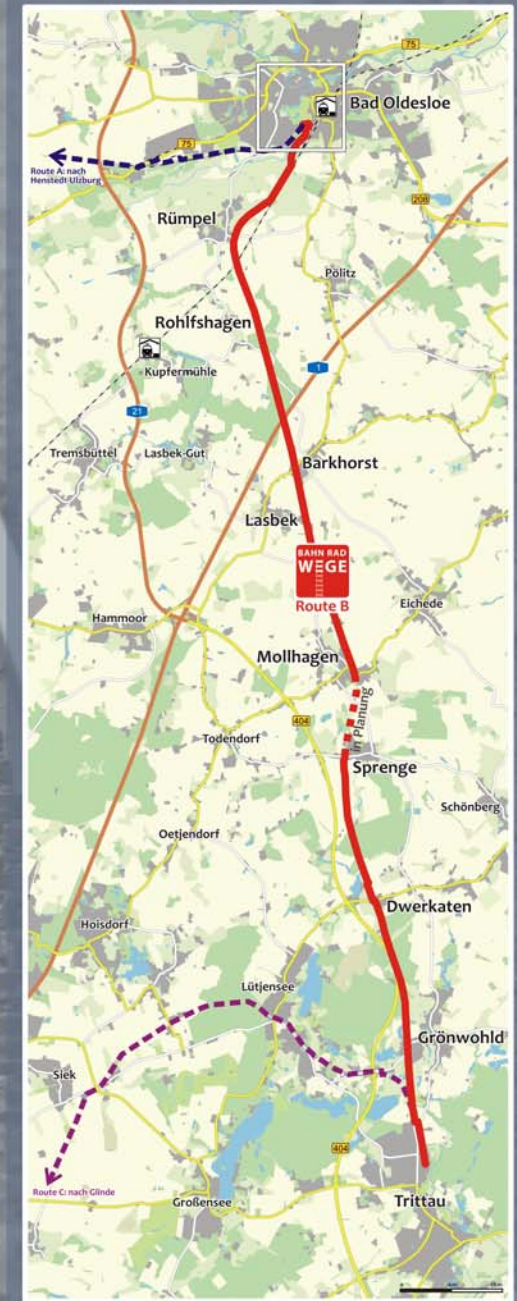 75
Bad Oldesloe
75
Route A: nach
Henstedt-Ulzburg
208
Rümpel
Pölitz
Rohlfshagen
1
Kupfermühle
21
Tremsbüttel
Lasbek-Gut
Barkhorst
Lasbek
BAHN RAD
WEGE
Route B
Eichede
Hammoor
Mollhagen
in Planung
404
Todendorf
Sprenge
Schönberg
Oetjendorf
Dwerkaten
Hoisdorf
Lütjensee
Grönwohld
Siek
404
Route C: nach Glinde
Großensee
Trittau